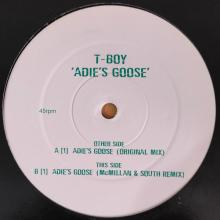 T-BOY
'ADIE'S GOOSE'
45rpm
OTHER SIDE
A [1] ADIE'S GOOSE (ORIGINAL MIX)
THIS SIDE
B [1] ADIE'S GOOSE (McMILLAN & SOUTH REMIX)